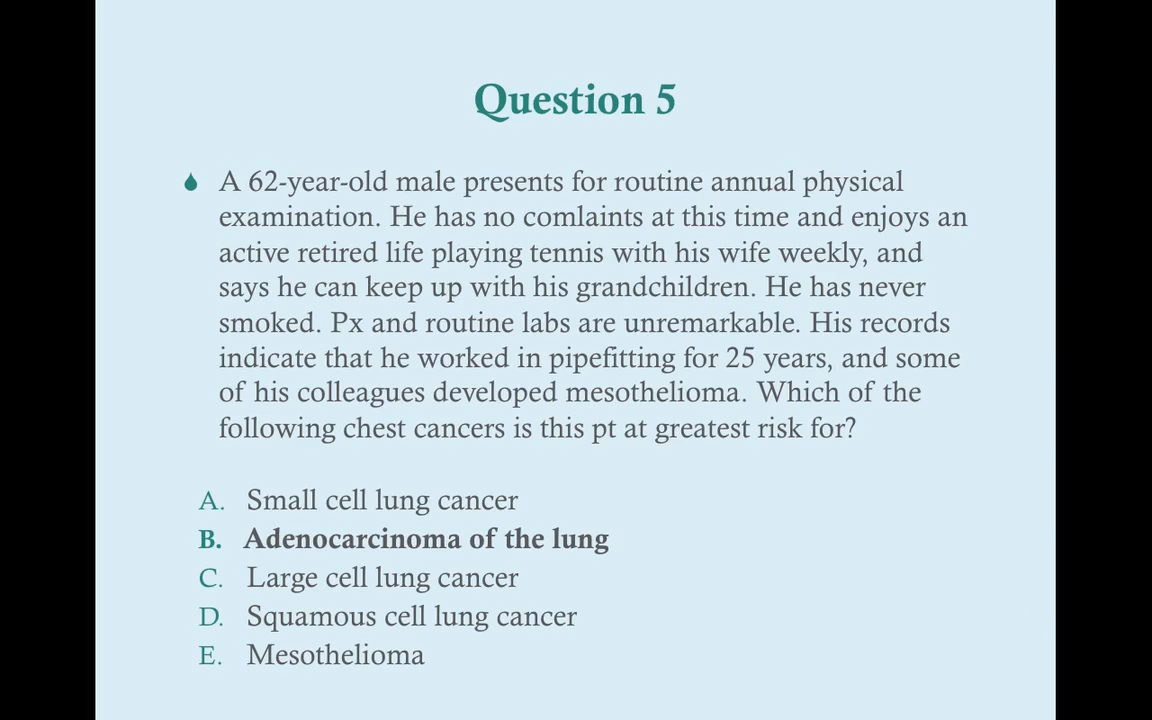 Question 5
A 62-year-old male presents for routine annual physical
examination. He has no comlaints at this time and enjoys an
active retired life playing tennis with his wife weekly, and
says he can keep up with his grandchildren. He has never
smoked. Px and routine labs are unremarkable. His records
indicate that he worked in pipefitting for 25 years, and some
of his colleagues developed mesothelioma. Which of the
following chest cancers is this pt at greatest risk for?
A. Small cell lung cancer
B. Adenocarcinoma of the lung
C. Large cell lung cancer
D. Squamous cell lung cancer
E. Mesothelioma